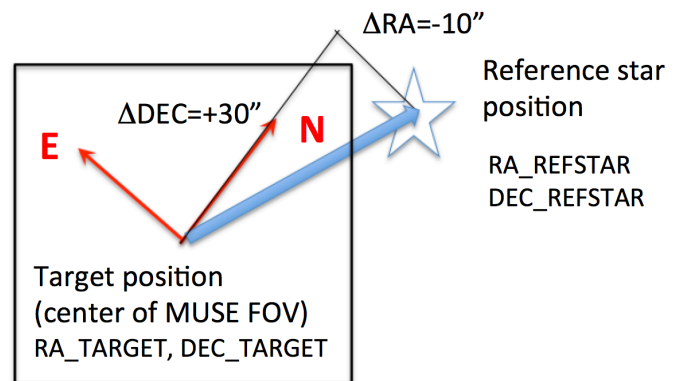 ΔRA=-10”
Reference star
position
ΔDEC=+30”
N
E
RA_REFSTAR
DEC_REFSTAR
Target position
(center of MUSE FOV)
RA_TARGET, DEC_TARGET